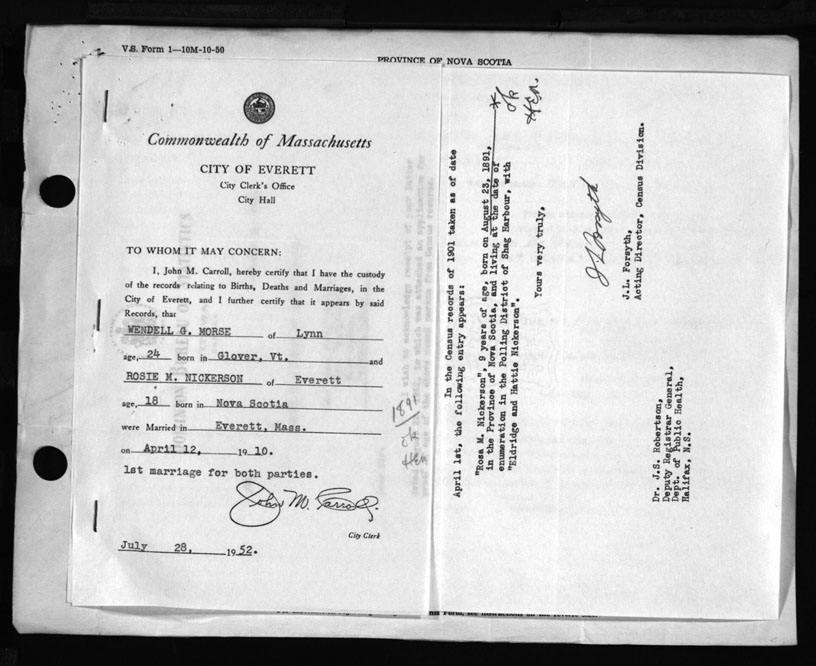 V.S. Form 1—10M-10-50
PROVINCE OF NOVA SCOTIA
Commonwealth of Massachusetts
CITY OF EVERETT
City Clerk's Office
City Hall
TO WHOM IT MAY CONCERN:
I, John M. Carroll, hereby certify that I have the custody
of the records relating to Births, Deaths and Marriages, in the
City of Everett, and I further certify that it appears by said
Records, that
WENDELL G. MORSE of Lynn
age, 24 born in Glover, Vt. and
ROSIE M. NICKERSON of Everett
age, 18 born in Nova Scotia
were Married in Everett, Mass.
on April 12, 1910.
1st marriage for both parties.
John M. Carroll.
City Clerk
July 28, 1952.
1891
ok
HEM
In the Census records of 1901 taken as of date
April 1st, the following entry appears:
"Rosa M. Nickerson", 9 years of age, born on August 23, 1891,
in the Province of Nova Scotia, and living at the date of
enumeration in the Polling District of Shag Harbour, with
"Eldridge and Hattie Nickerson".
*
ok
HEM.
Yours very truly,
J L Forsyth
J.L. Forsyth,
Acting Director, Census Division.
Dr. J.S. Robertson,
Deputy Registrar General,
Dept. of Public Health,
Halifax, N.S.